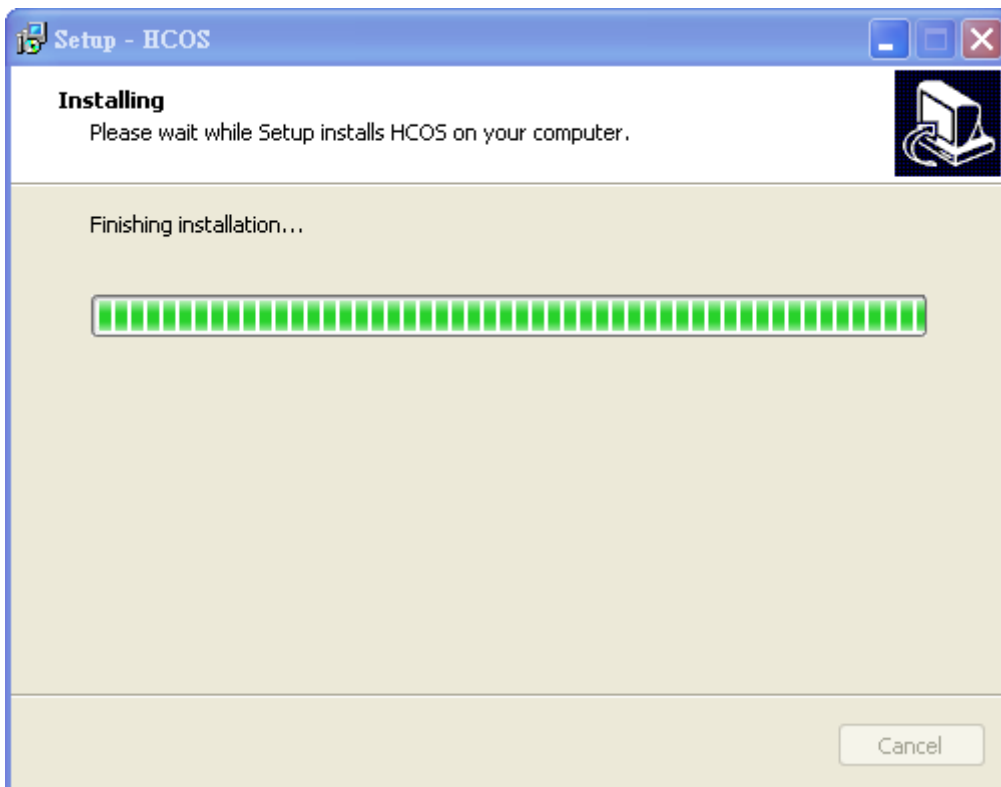 Setup - HCOS
Installing
Please wait while Setup installs HCOS on your computer.
Finishing installation...
Cancel